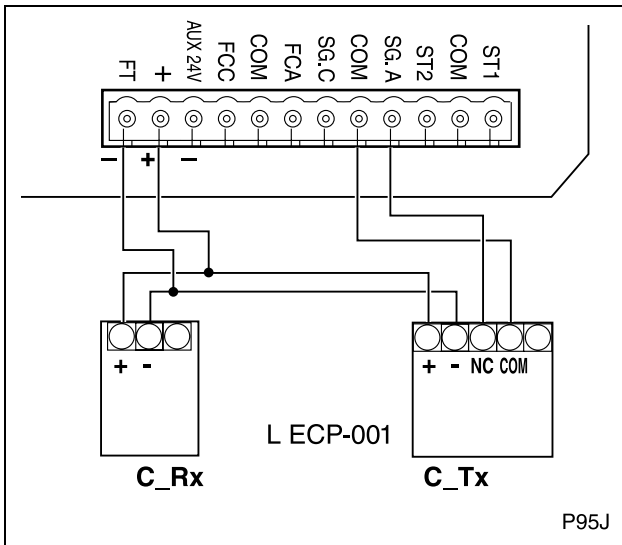 FT + AUX 24V FCC COM FCA SG.C COM SG.A ST2 COM ST1
− + −
+ - + - NC COM
L ECP-001
C_Rx C_Tx
P95J